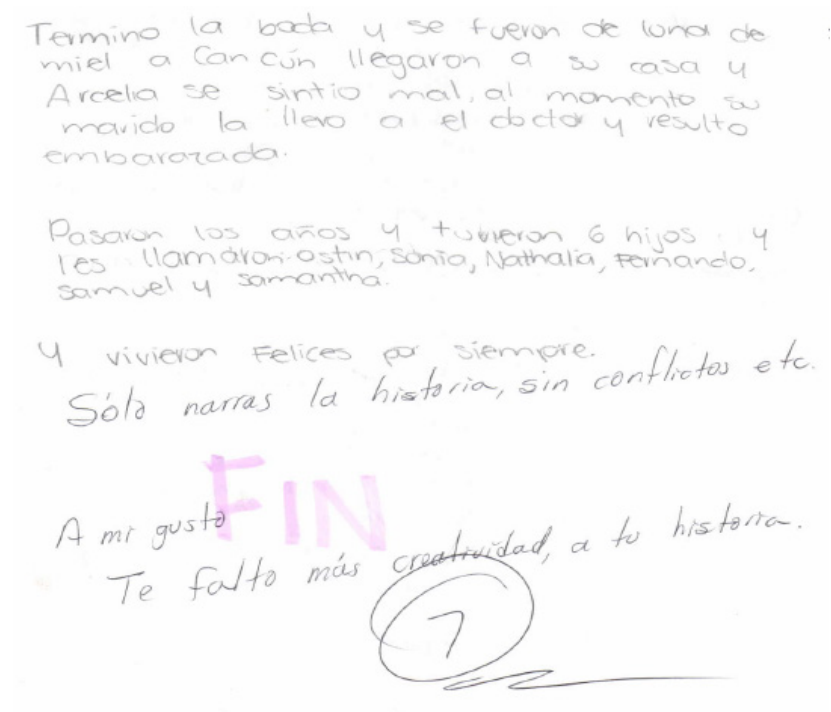 Termino la boda y se fueron de luna de
miel a Cancún llegaron a su casa y
Arcelia se sintio mal, al momento su
marido la llevo a el doctor y resulto
embarazada.
Pasaron los años y tuvieron 6 hijos y
les llamáron: ostin, Sonia, Nathalia, Fernando,
samuel y samantha.
Y vivieron Felices por siempre.
Sólo narras la historia, sin conflictos etc.
FIN
A mi gusto
Te falto más creatividad, a tu historia.
7